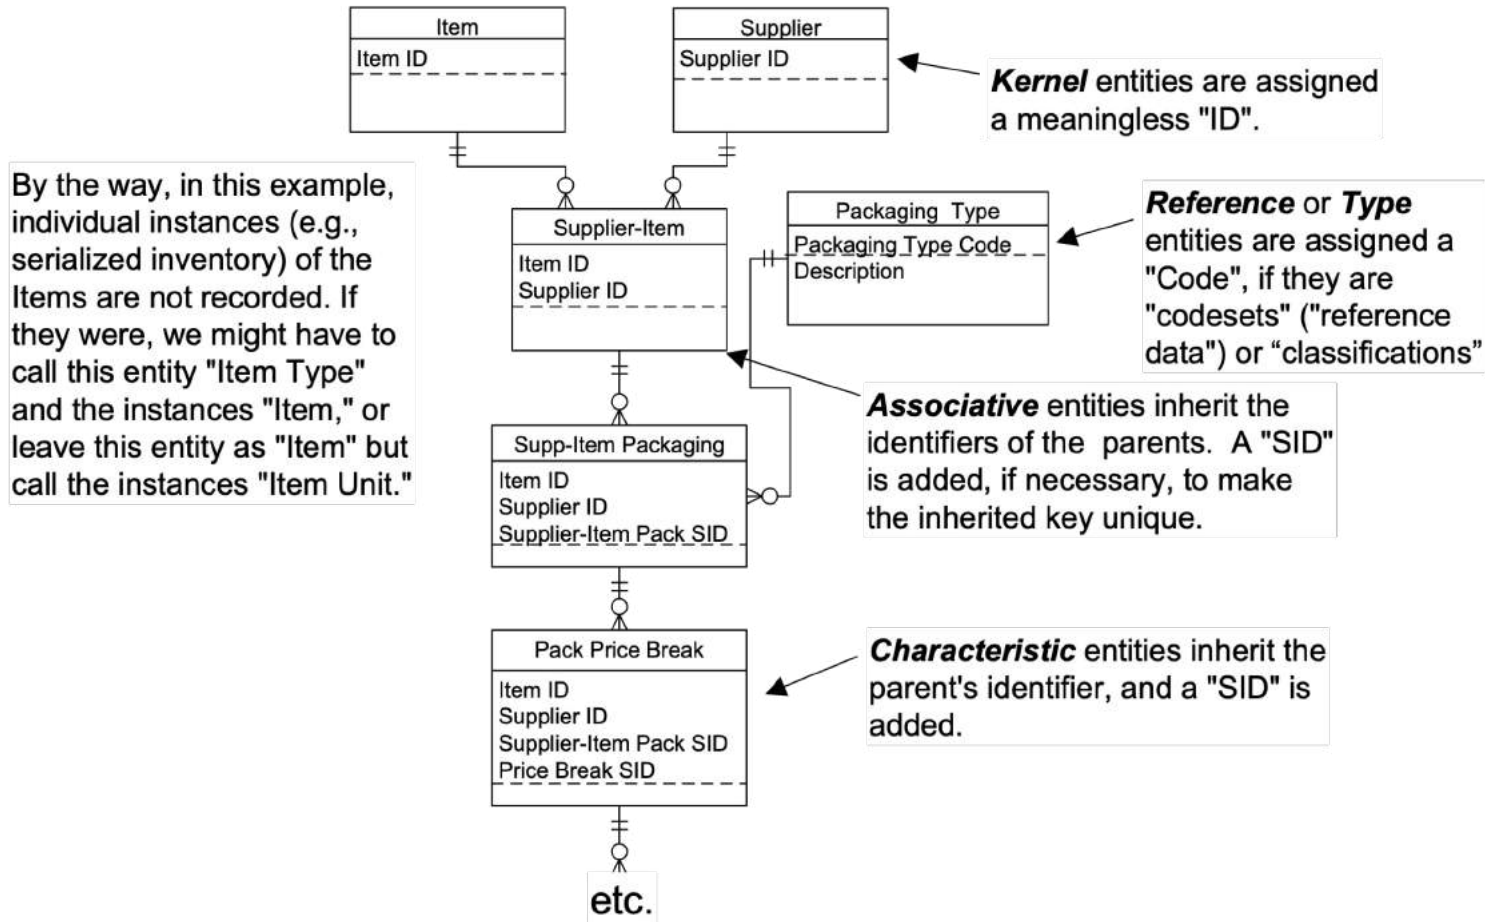 Item
Item ID
Supplier
Supplier ID
Kernel entities are assigned
a meaningless "ID".
By the way, in this example,
individual instances (e.g.,
serialized inventory) of the
Items are not recorded. If
they were, we might have to
call this entity "Item Type"
and the instances "Item," or
leave this entity as "Item" but
call the instances "Item Unit."
Supplier-Item
Item ID
Supplier ID
Packaging Type
Packaging Type Code
Description
Reference or Type
entities are assigned a
"Code", if they are
"codesets" ("reference
data") or “classifications”
Associative entities inherit the
identifiers of the parents. A "SID"
is added, if necessary, to make
the inherited key unique.
Supp-Item Packaging
Item ID
Supplier ID
Supplier-Item Pack SID
Pack Price Break
Item ID
Supplier ID
Supplier-Item Pack SID
Price Break SID
Characteristic entities inherit the
parent's identifier, and a "SID" is
added.
etc.